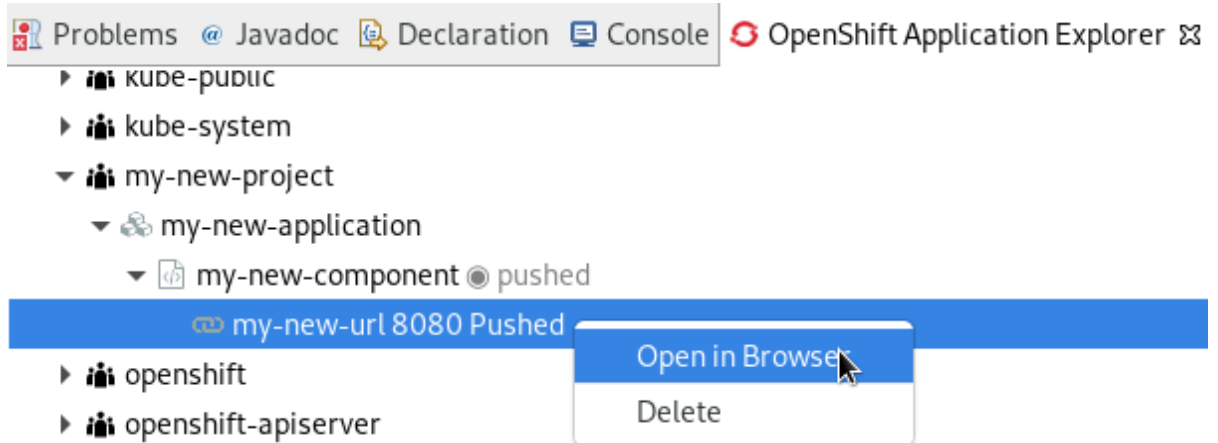 Problems @ Javadoc Declaration Console OpenShift Application Explorer
kube-public
kube-system
my-new-project
my-new-application
my-new-component pushed
my-new-url 8080 Pushed
Open in Browser
openshift
Delete
openshift-apiserver